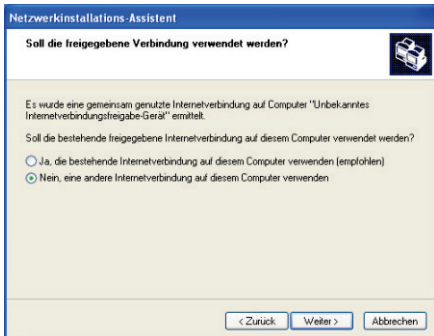 Netzwerkinstallations-Assistent
Soll die freigegebene Verbindung verwendet werden?
Es wurde eine gemeinsam genutzte Internetverbindung auf Computer "Unbekanntes
Internetverbindungsfreigabe-Gerät" ermittelt.
Soll die bestehende freigegebene Internetverbindung auf diesem Computer verwendet werden?
Ja, die bestehende Internetverbindung auf diesem Computer verwenden (empfohlen)
Nein, eine andere Internetverbindung auf diesem Computer verwenden
< Zurück Weiter > Abbrechen